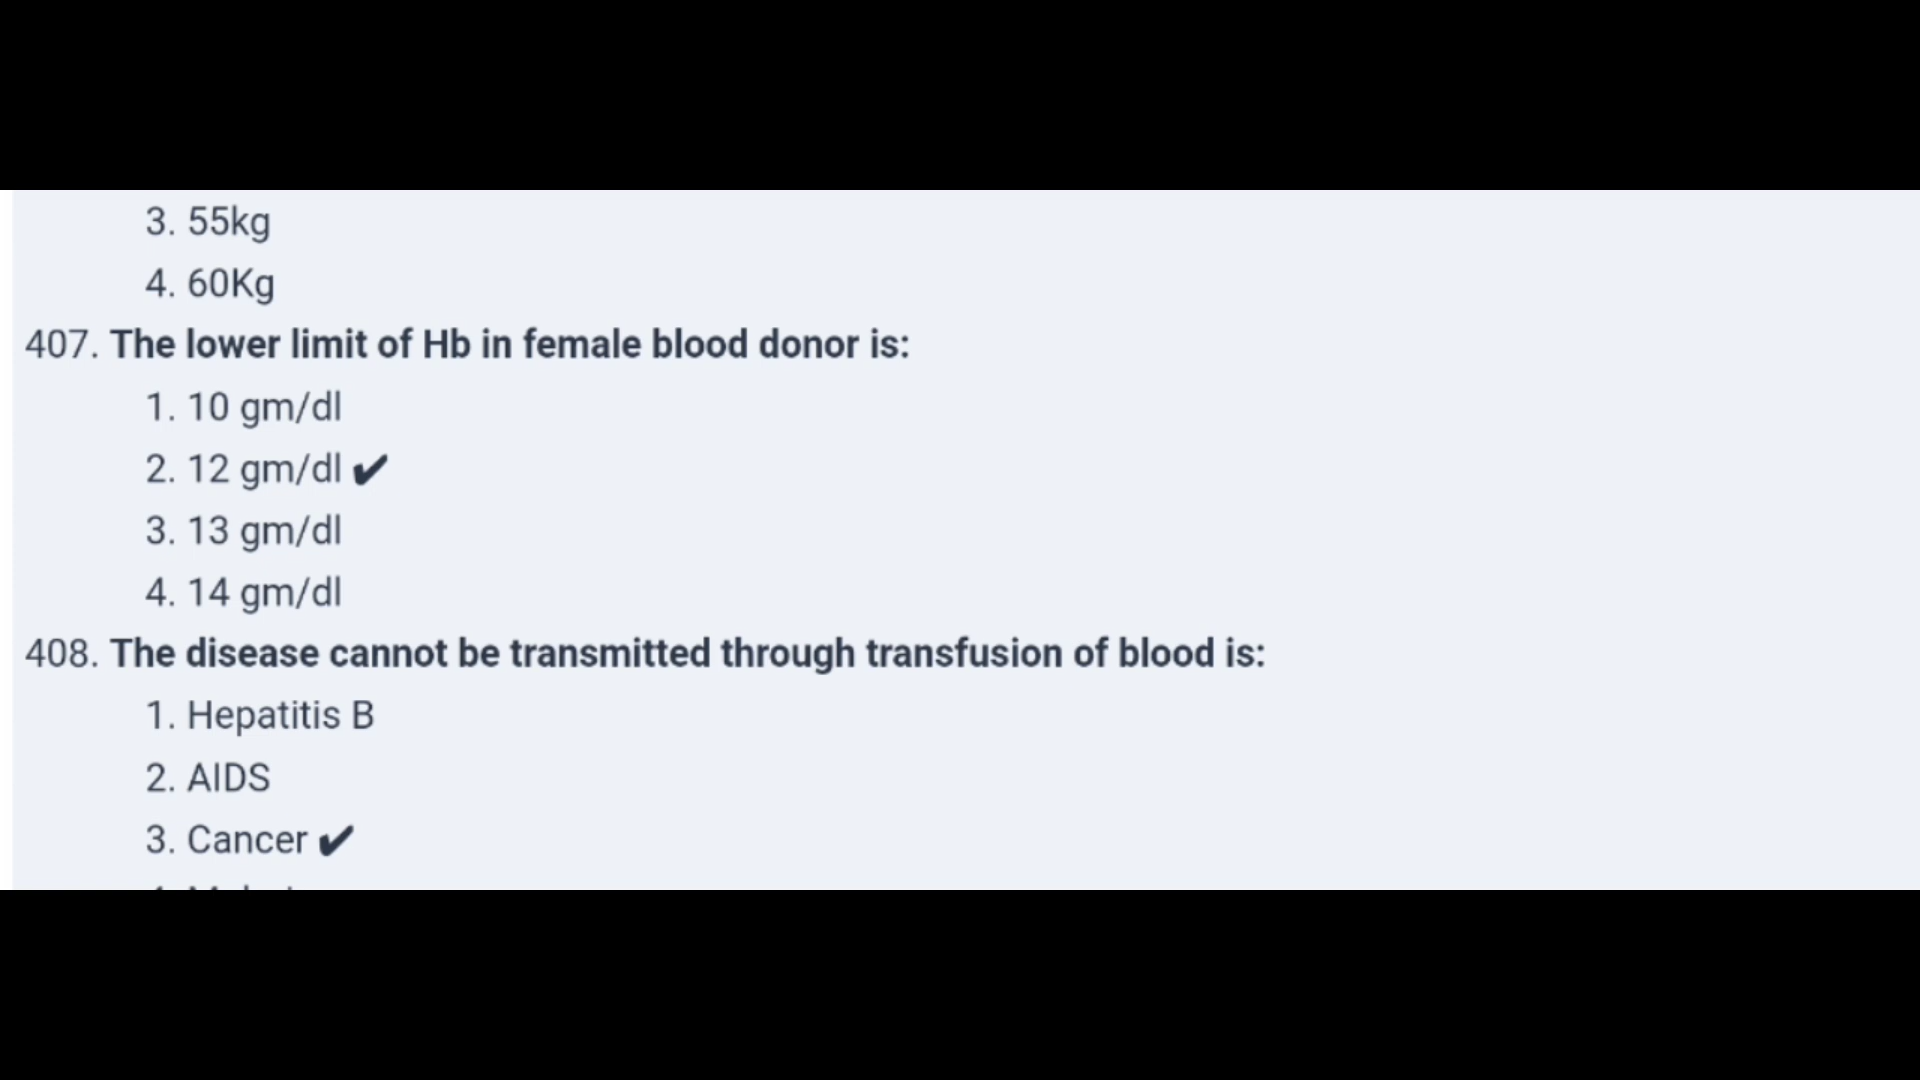 3. 55kg
4. 60Kg
407. The lower limit of Hb in female blood donor is:
1. 10 gm/dl
2. 12 gm/dl ✔
3. 13 gm/dl
4. 14 gm/dl
408. The disease cannot be transmitted through transfusion of blood is:
1. Hepatitis B
2. AIDS
3. Cancer ✔